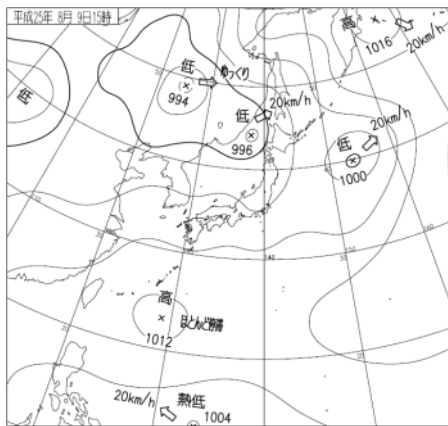 平成25年 8月 9日15時
高
1016
20km/h
低
ゆっくり
994
低
20km/h
996
低
20km/h
1000
低
高
1012
ほとんど停滞
熱低
20km/h
1004
140